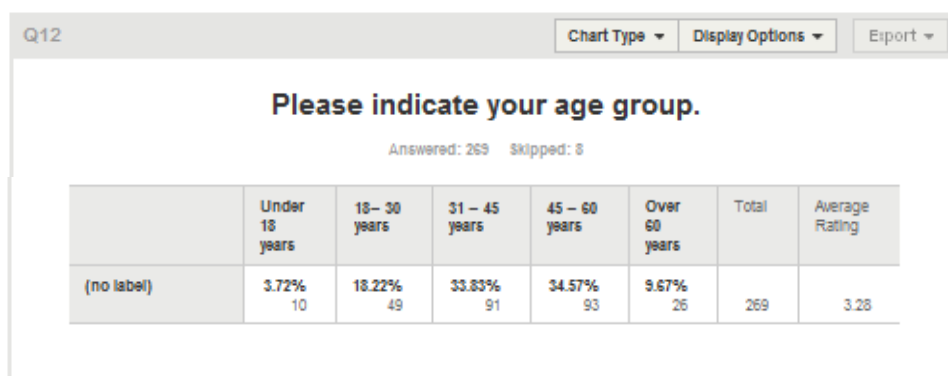 Q12 Chart Type Display Options Export
Please indicate your age group.
Answered: 269 Skipped: 8
Under 18 years 18– 30 years 31 – 45 years 45 – 60 years Over 60 years Total Average Rating
(no label) 3.72% 18.22% 33.83% 34.57% 9.67%
10 49 91 93 26 269 3.28